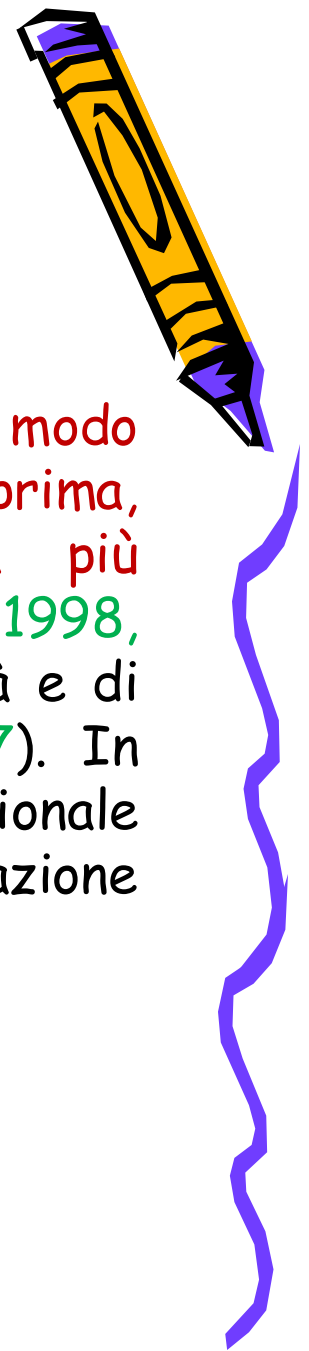 modo
prima,
più
1998,
à e di
7). In
ionale
azione